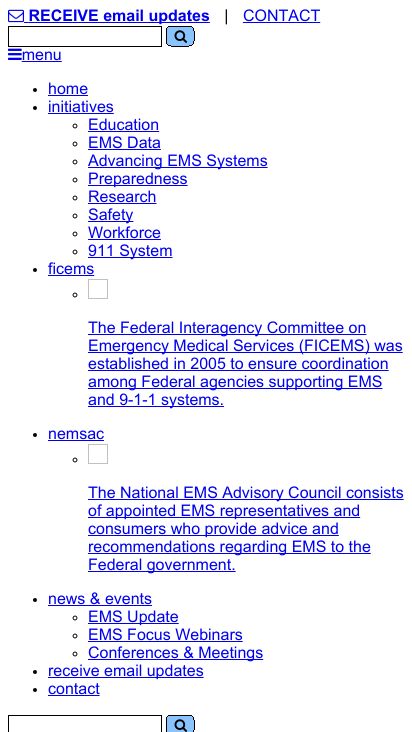 RECEIVE email updates | CONTACT
menu
home
initiatives
Education
EMS Data
Advancing EMS Systems
Preparedness
Research
Safety
Workforce
911 System
ficems
The Federal Interagency Committee on
Emergency Medical Services (FICEMS) was
established in 2005 to ensure coordination
among Federal agencies supporting EMS
and 9-1-1 systems.
nemsac
The National EMS Advisory Council consists
of appointed EMS representatives and
consumers who provide advice and
recommendations regarding EMS to the
Federal government.
news & events
EMS Update
EMS Focus Webinars
Conferences & Meetings
receive email updates
contact